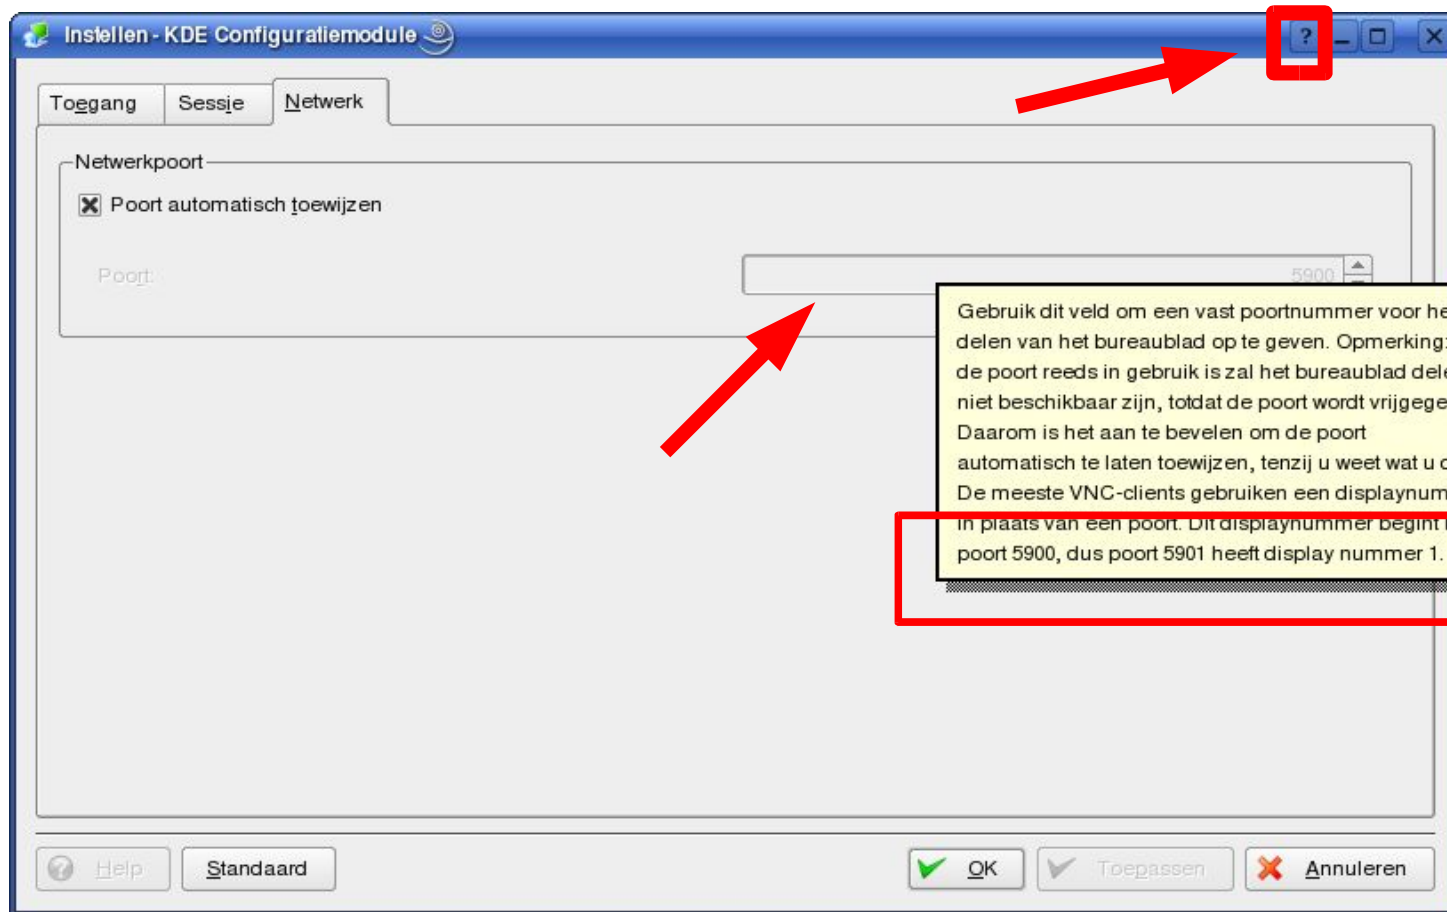 Instellen - KDE Configuratiemodule
?
Toegang Sessie Netwerk
Netwerkpoort
Poort automatisch toewijzen
Poort: 5900
Gebruik dit veld om een vast poortnummer voor
delen van het bureaublad op te geven. Opmerking:
de poort reeds in gebruik is zal het bureaublad
niet beschikbaar zijn, totdat de poort wordt
Daarom is het aan te bevelen om de poort
automatisch te laten toewijzen, tenzij u weet wat u
De meeste VNC-clients gebruiken een
in plaats van een poort. Dit displaynummer begint
poort 5900, dus poort 5901 heeft display nummer 1.
Help Standaard OK Toepassen Annuleren